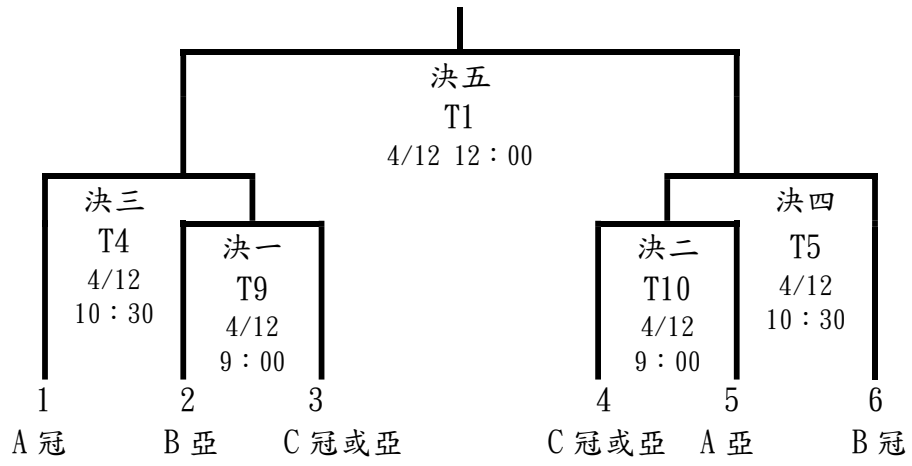 決五
T1
4/12 12：00
決三
T4
4/12
10：30
決一
T9
4/12
9：00
決二
T10
4/12
9：00
決四
T5
4/12
10：30
1 2 3 4 5 6
A冠 B亞 C冠或亞 C冠或亞 A亞 B冠